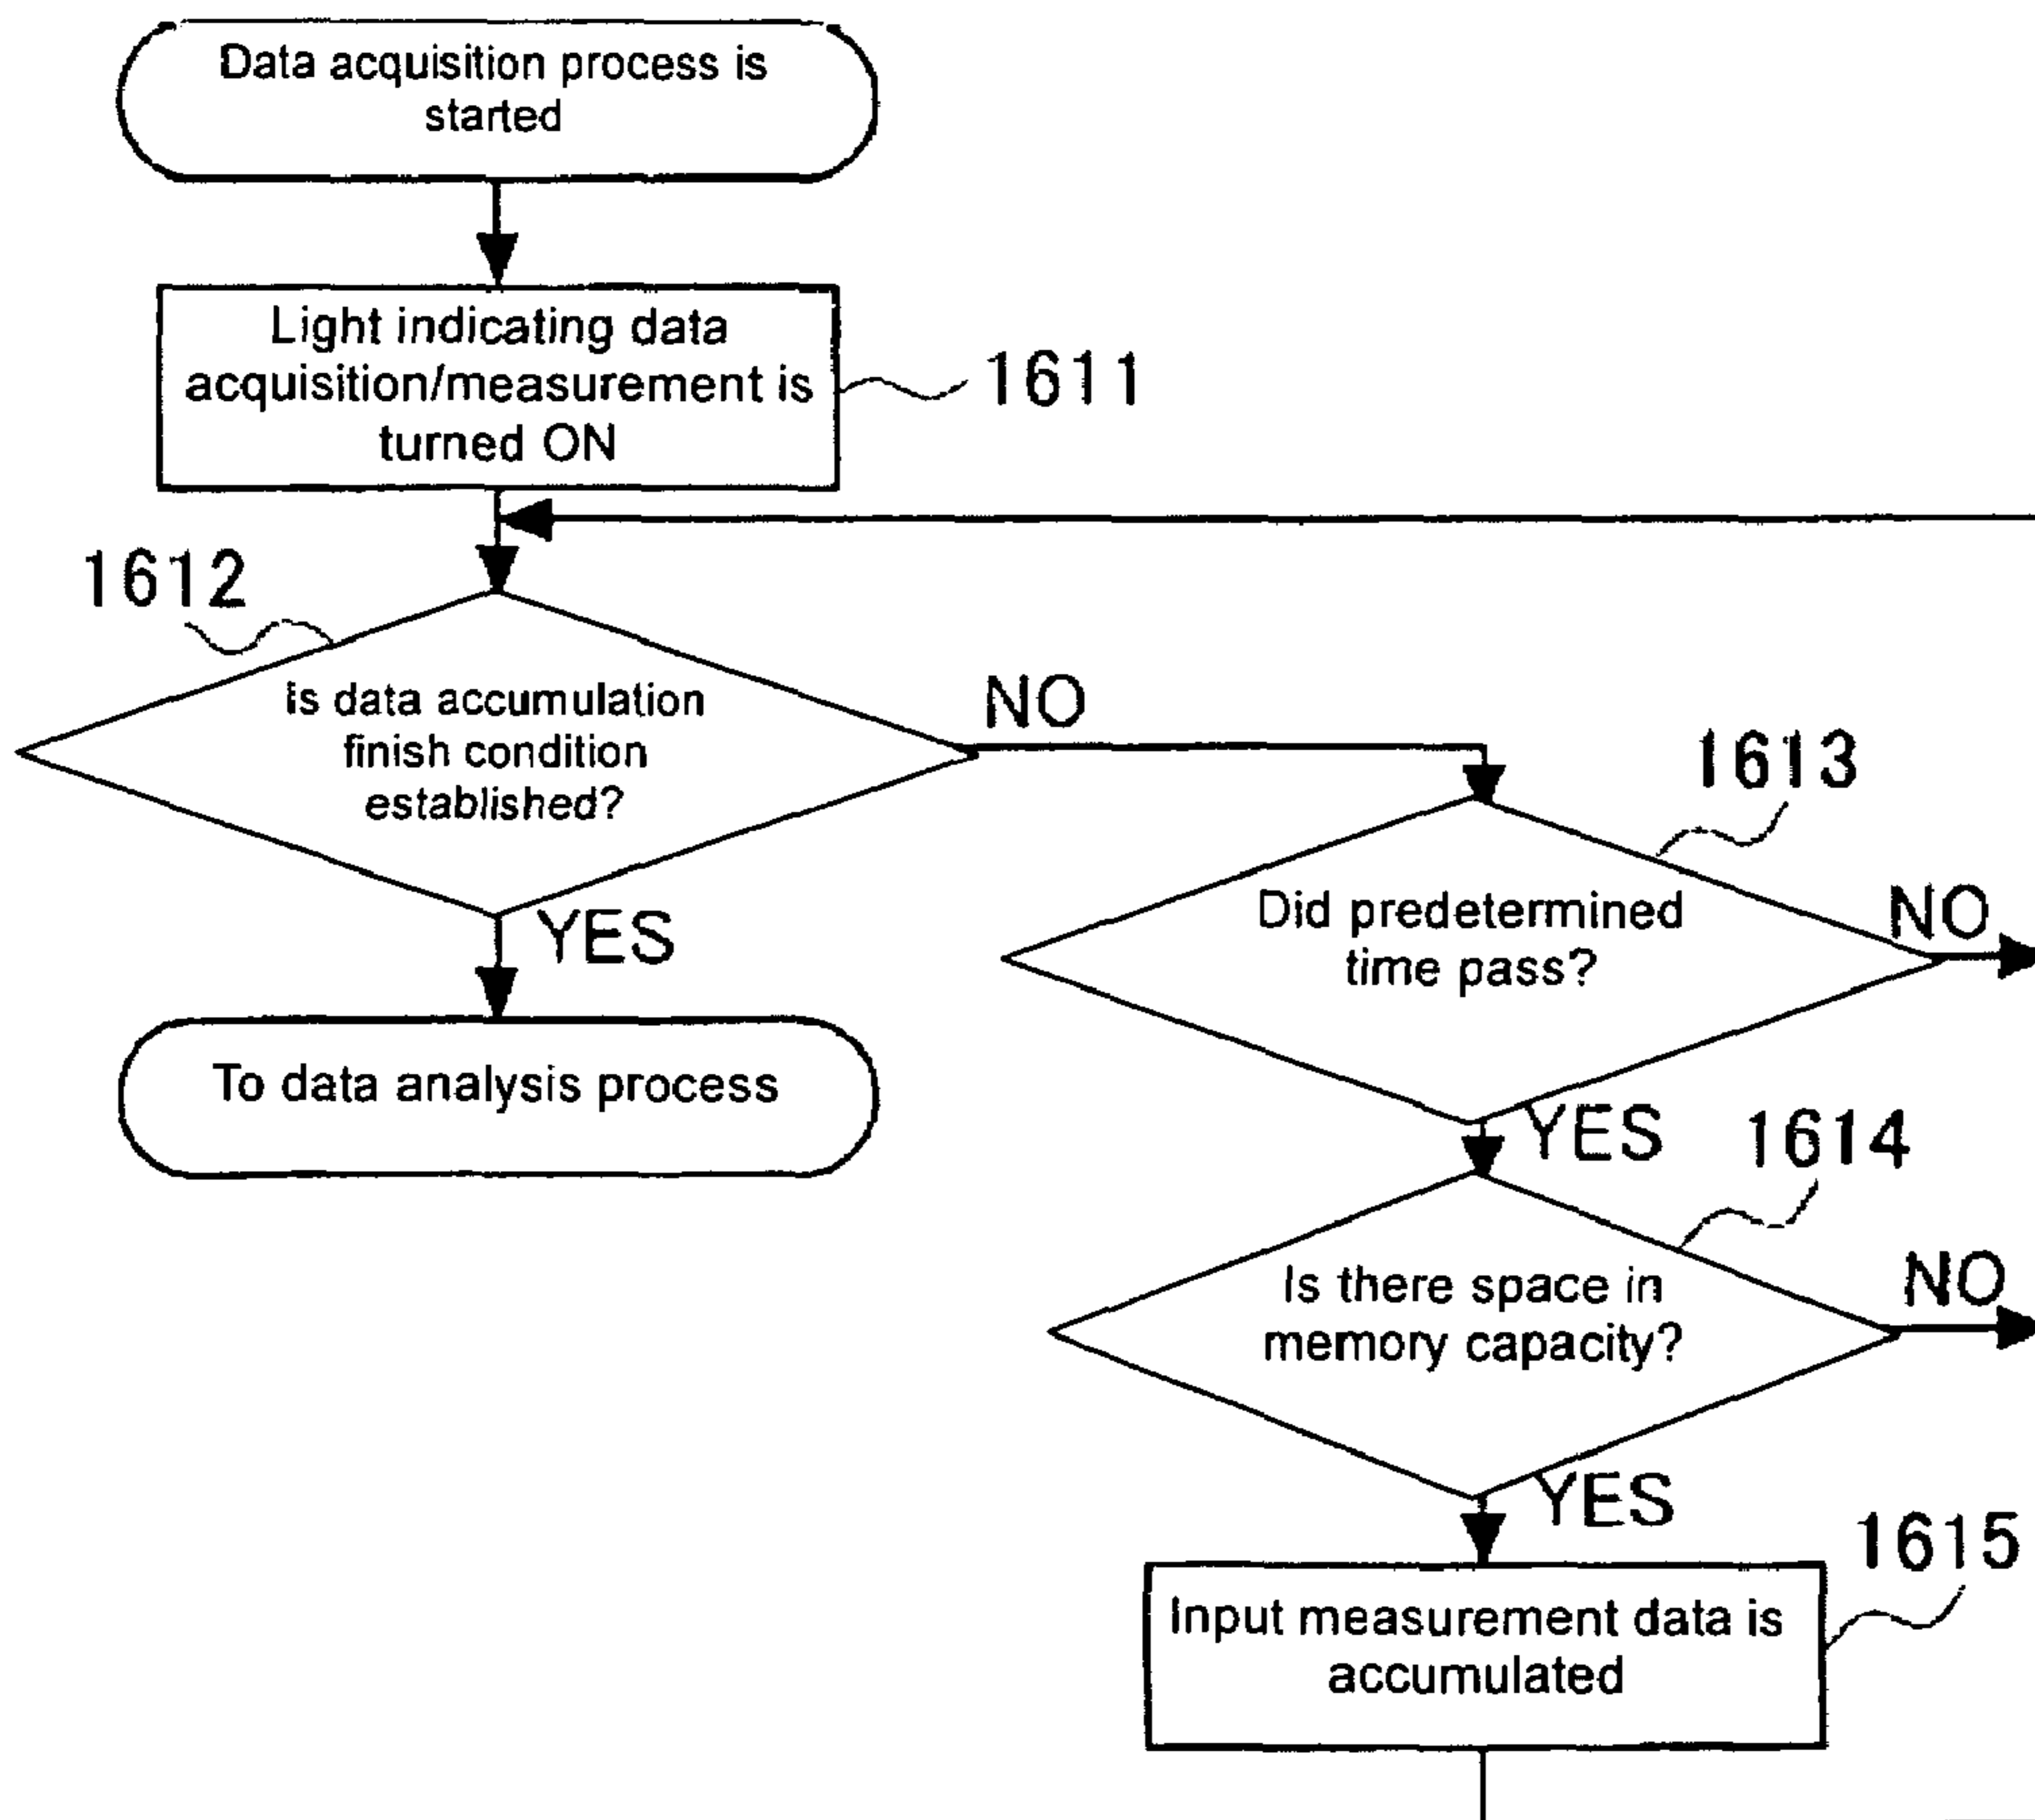 Data acquisition process is
started
Light indicating data
acquisition/measurement is
turned ON
1611
1612
is data accumulation
finish condition
established?
NO
YES
To data analysis process
1613
Did predetermined
time pass?
NO
YES
1614
Is there space in
memory capacity?
NO
YES
1615
Input measurement data is
accumulated